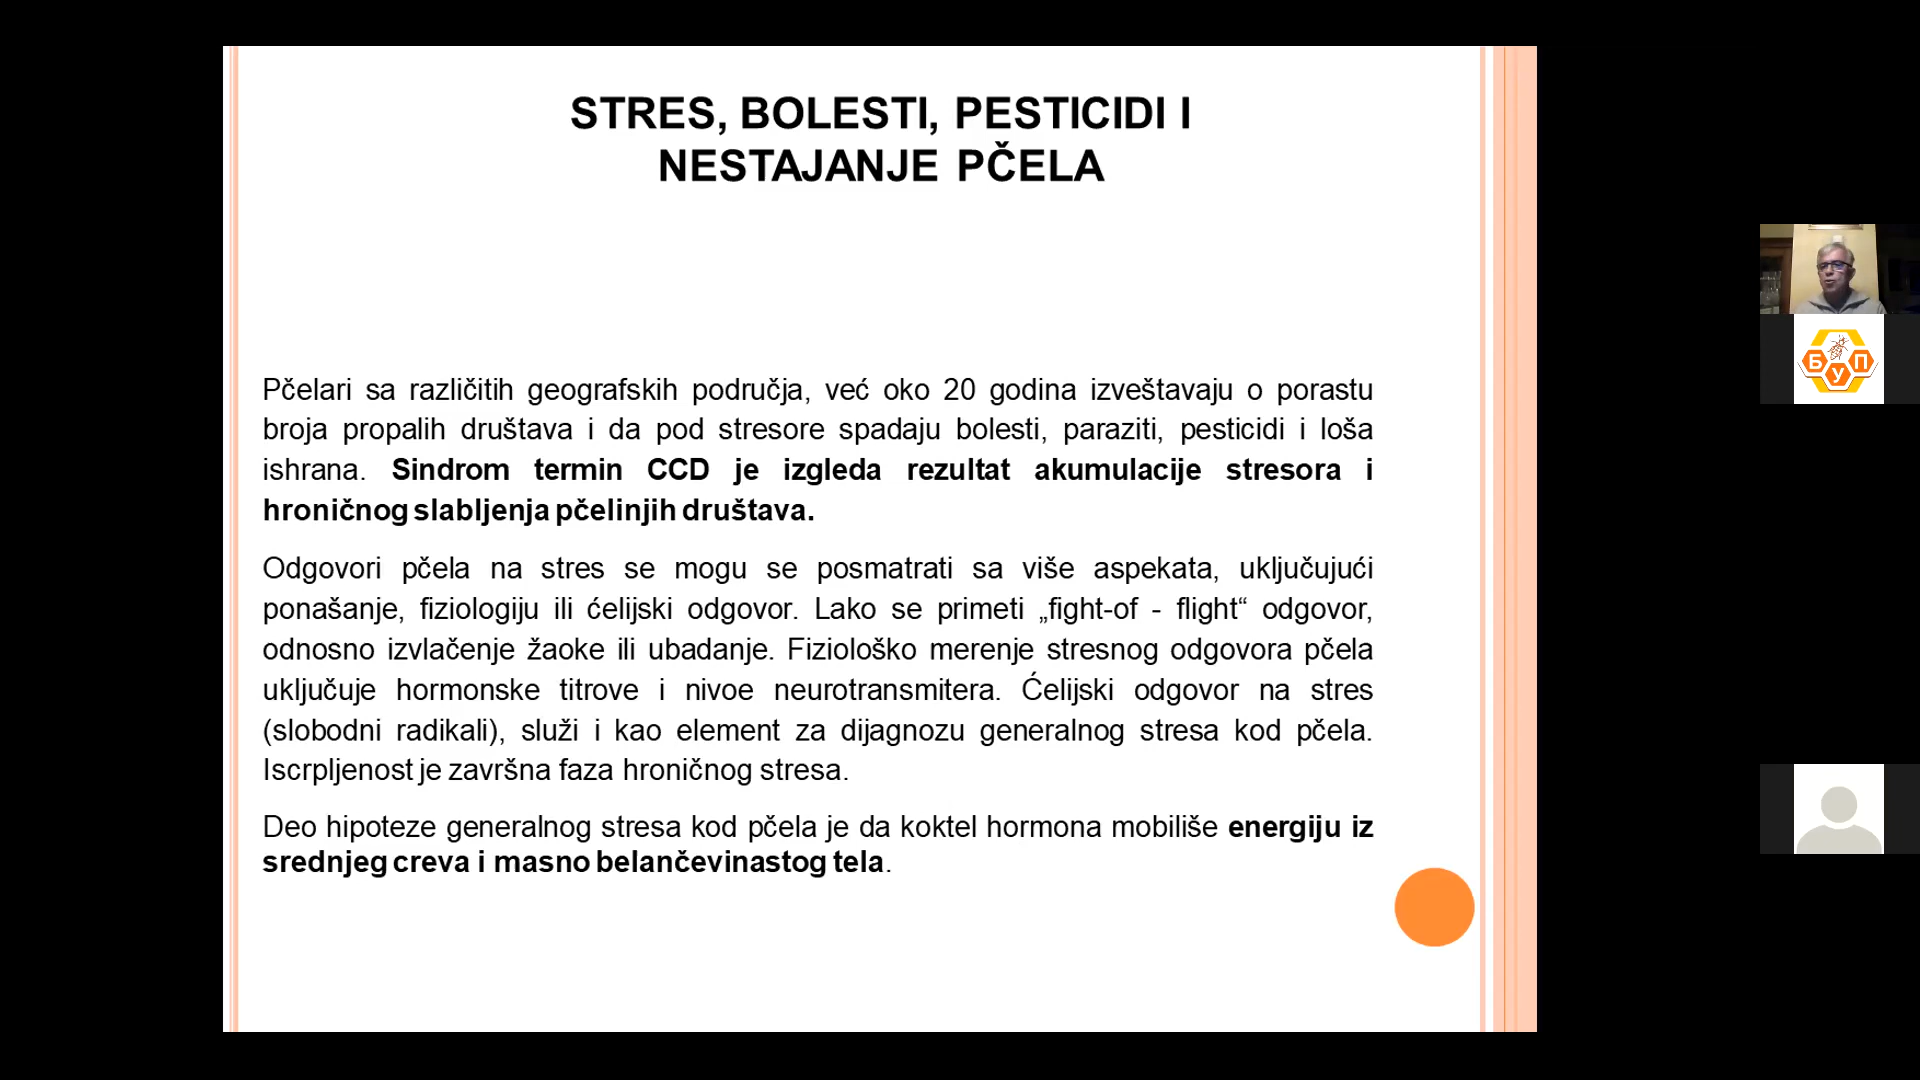 STRES, BOLESTI, PESTICIDI I
NESTAJANJE PČELA
Pčelari sa različitih geografskih područja, već oko 20 godina izveštavaju o porastu
broja propalih društava i da pod stresore spadaju bolesti, paraziti, pesticidi i loša
ishrana. Sindrom termin CCD je izgleda rezultat akumulacije stresora i
hroničnog slabljenja pčelinjih društava.
Odgovori pčela na stres se mogu se posmatrati sa više aspekata, uključujući
ponašanje, fiziologiju ili ćelijski odgovor. Lako se primeti „fight-of - flight“ odgovor,
odnosno izvlačenje žaoke ili ubadanje. Fiziološko merenje stresnog odgovora pčela
uključuje hormonske titrove i nivoe neurotransmitera. Ćelijski odgovor na stres
(slobodni radikali), služi i kao element za dijagnozu generalnog stresa kod pčela.
Iscrpljenost je završna faza hroničnog stresa.
Deo hipoteze generalnog stresa kod pčela je da koktel hormona mobiliše energiju iz
srednjeg creva i masno belančevinastog tela.
Б У П